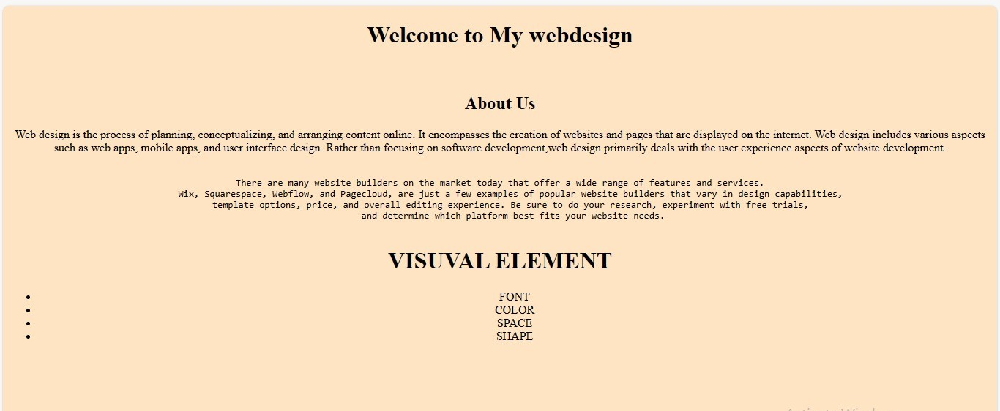 Welcome to My webdesign
About Us
Web design is the process of planning, conceptualizing, and arranging content online. It encompasses the creation of websites and pages that are displayed on the internet. Web design includes various aspects
such as web apps, mobile apps, and user interface design. Rather than focusing on software development,web design primarily deals with the user experience aspects of website development.
There are many website builders on the market today that offer a wide range of features and services.
Wix, Squarespace, Webflow, and Pagecloud, are just a few examples of popular website builders that vary in design capabilities,
template options, price, and overall editing experience. Be sure to do your research, experiment with free trials,
and determine which platform best fits your website needs.
VISUVAL ELEMENT
FONT
COLOR
SPACE
SHAPE